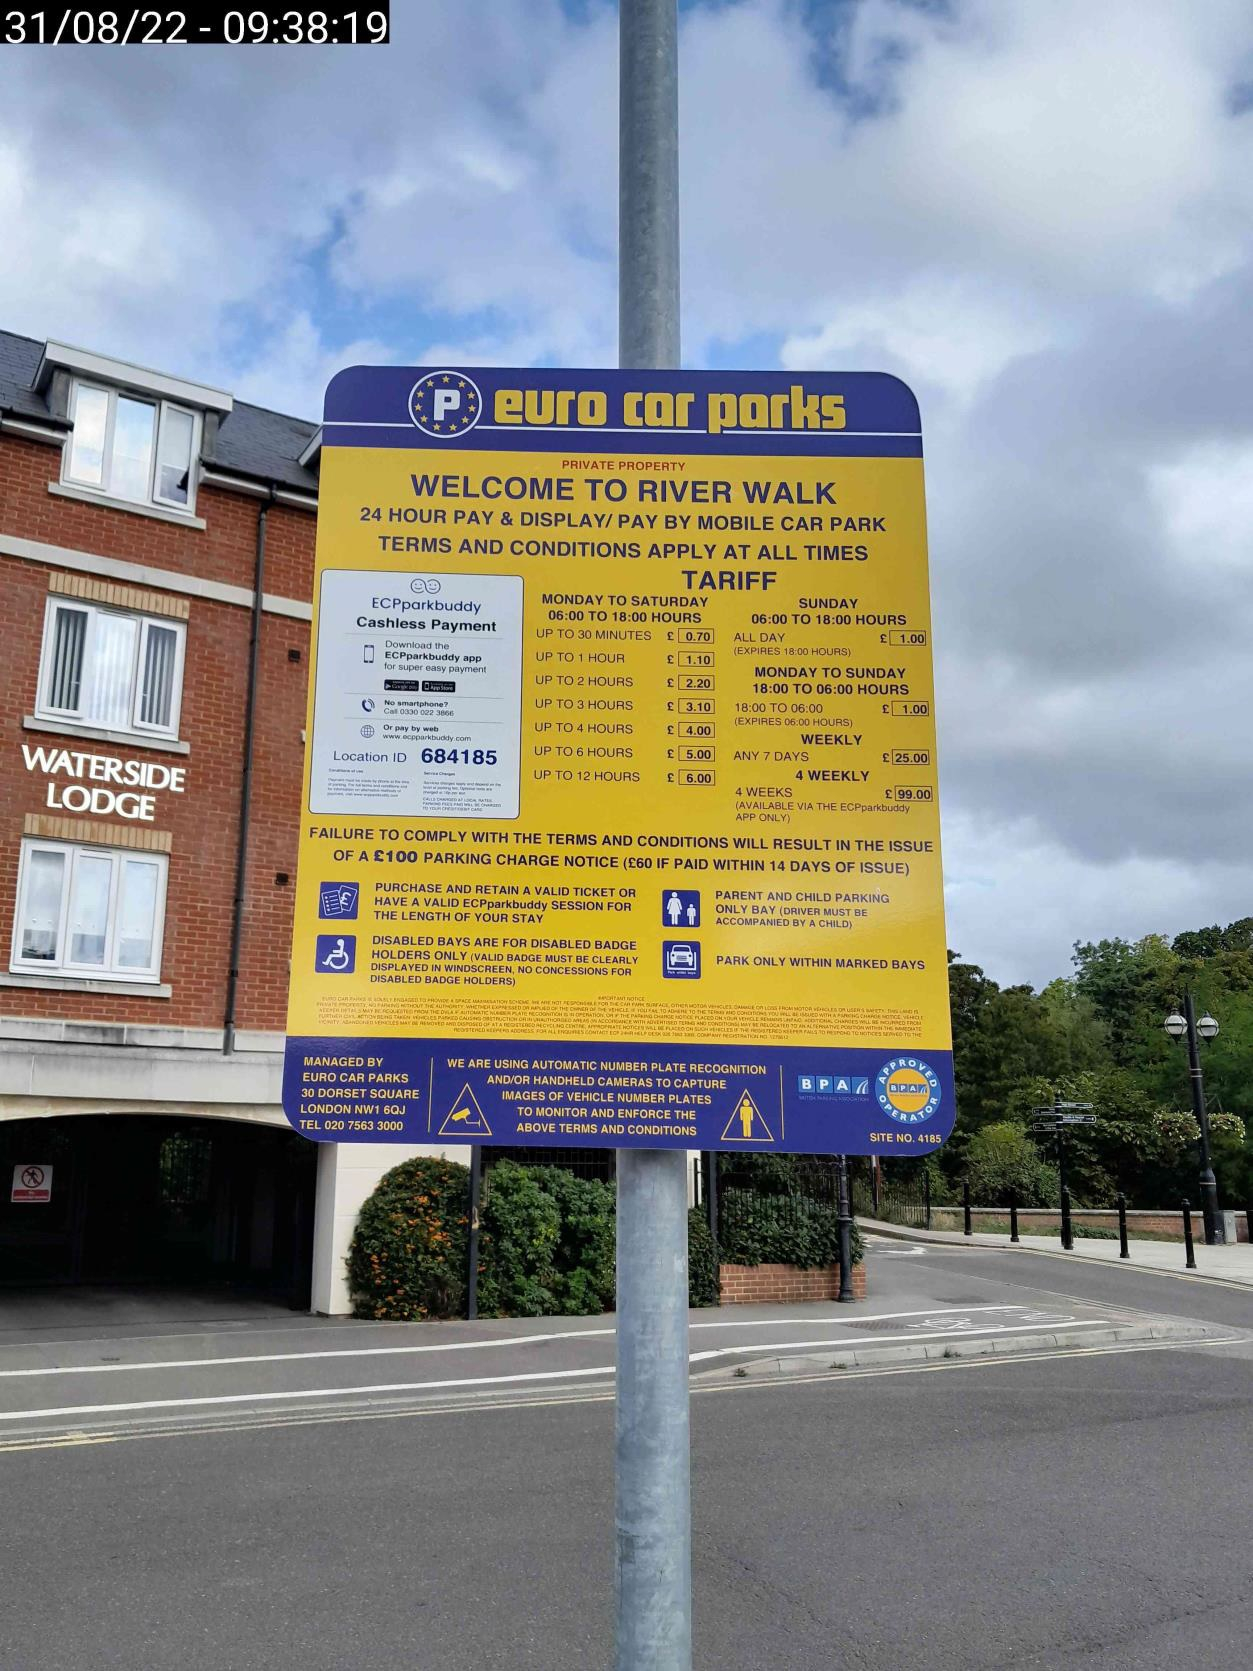 31/08/22 - 09:38:19
P euro car parks
PRIVATE PROPERTY
WELCOME TO RIVER WALK
24 HOUR PAY & DISPLAY/ PAY BY MOBILE CAR PARK
TERMS AND CONDITIONS APPLY AT ALL TIMES
TARIFF
ECPparkbuddy
Cashless Payment
Download the
ECPparkbuddy app
for super easy payment
Google play
App Store
No smartphone?
Call 0330 022 3866
Or pay by web
www.ecpparkbuddy.com
Location ID 684185
Conditions of use
Service Charges
MONDAY TO SATURDAY
06:00 TO 18:00 HOURS
UP TO 30 MINUTES £ 0.70
UP TO 1 HOUR £ 1.10
UP TO 2 HOURS £ 2.20
UP TO 3 HOURS £ 3.10
UP TO 4 HOURS £ 4.00
UP TO 6 HOURS £ 5.00
UP TO 12 HOURS £ 6.00
SUNDAY
06:00 TO 18:00 HOURS
ALL DAY £ 1.00
(EXPIRES 18:00 HOURS)
MONDAY TO SUNDAY
18:00 TO 06:00 HOURS
18:00 TO 06:00 £ 1.00
(EXPIRES 06:00 HOURS)
WEEKLY
ANY 7 DAYS £ 25.00
4 WEEKLY
4 WEEKS £ 99.00
(AVAILABLE VIA THE ECPparkbuddy
APP ONLY)
FAILURE TO COMPLY WITH THE TERMS AND CONDITIONS WILL RESULT IN THE ISSUE
OF A £100 PARKING CHARGE NOTICE (£60 IF PAID WITHIN 14 DAYS OF ISSUE)
PURCHASE AND RETAIN A VALID TICKET OR
HAVE A VALID ECPparkbuddy SESSION FOR
THE LENGTH OF YOUR STAY
PARENT AND CHILD PARKING
ONLY BAY (DRIVER MUST BE
ACCOMPANIED BY A CHILD)
DISABLED BAYS ARE FOR DISABLED BADGE
HOLDERS ONLY (VALID BADGE MUST BE CLEARLY
DISPLAYED IN WINDSCREEN, NO CONCESSIONS FOR
DISABLED BADGE HOLDERS)
PARK ONLY WITHIN MARKED BAYS
IMPORTANT NOTICE
MANAGED BY
EURO CAR PARKS
30 DORSET SQUARE
LONDON NW1 6QJ
TEL 020 7563 3000
WE ARE USING AUTOMATIC NUMBER PLATE RECOGNITION
AND/OR HANDHELD CAMERAS TO CAPTURE
IMAGES OF VEHICLE NUMBER PLATES
TO MONITOR AND ENFORCE THE
ABOVE TERMS AND CONDITIONS
BPA
BRITISH PARKING ASSOCIATION
APPROVED
BPA
OPERATOR
SITE NO. 4185
WATERSIDE
LODGE